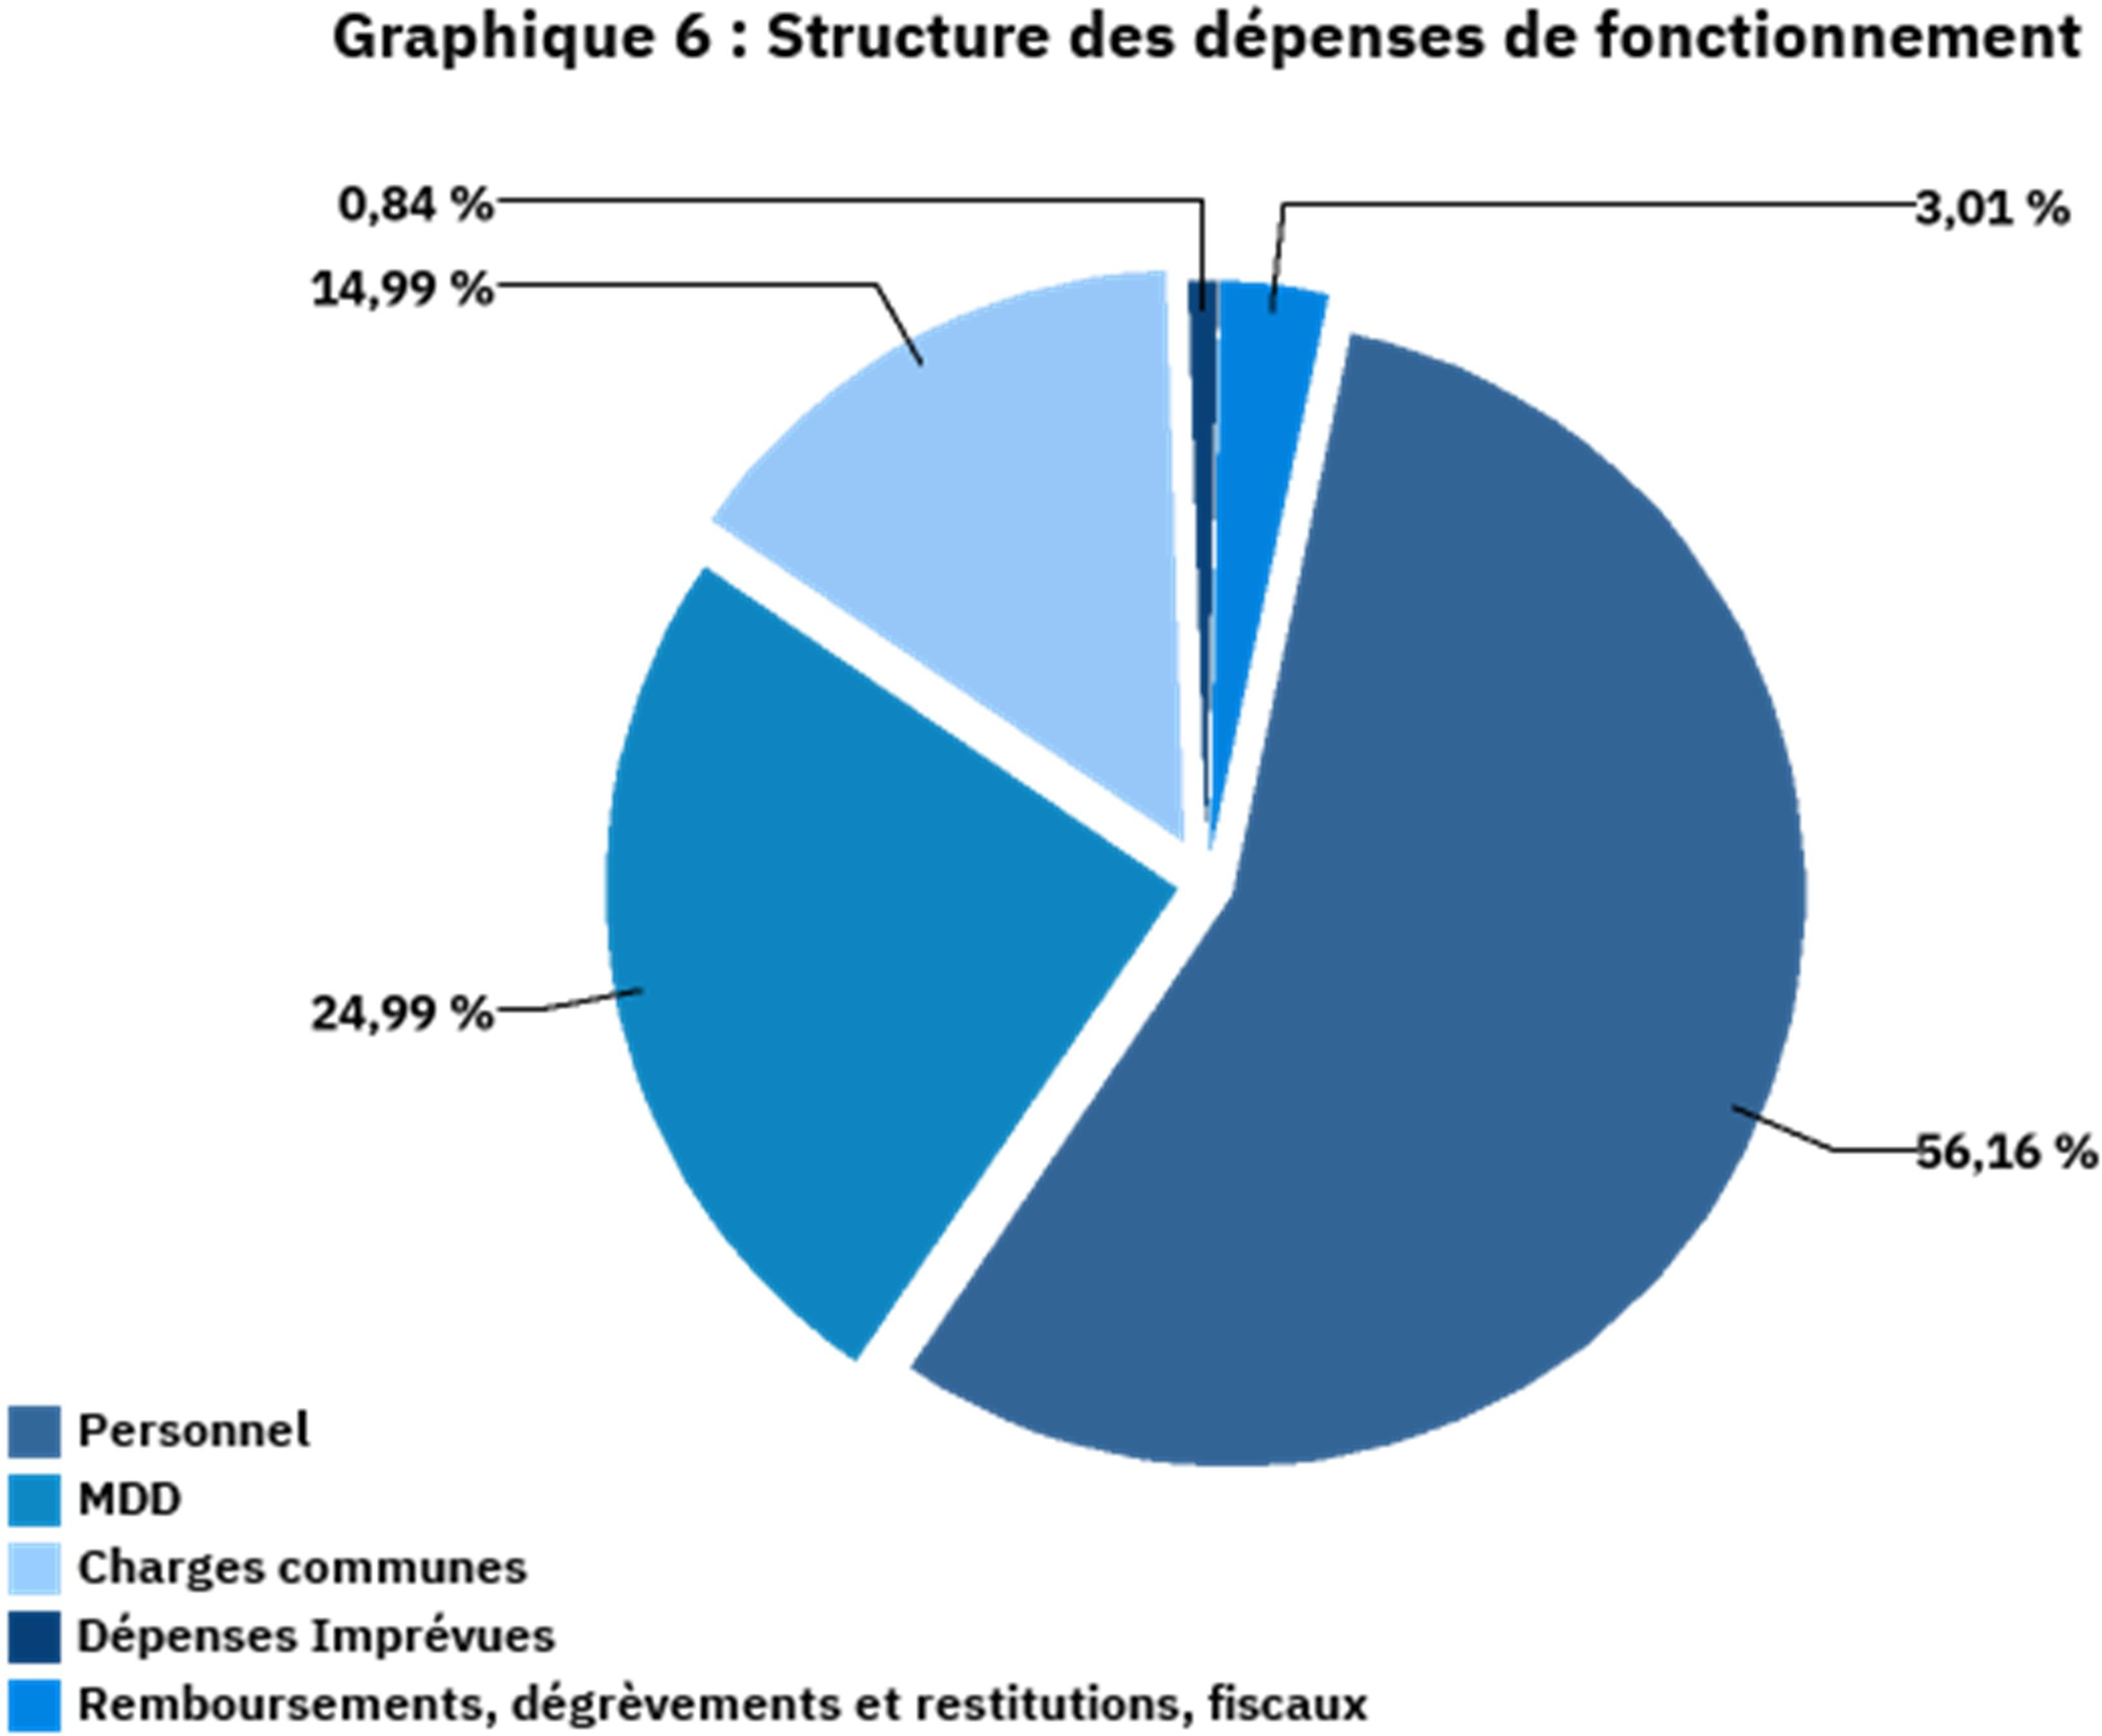 Graphique 6 : Structure des dépenses de fonctionnement
0,84 %
3,01 %
14,99 %
24,99 %
56,16 %
Personnel
MDD
Charges communes
Dépenses Imprévues
Remboursements, dégrèvements et restitutions, fiscaux